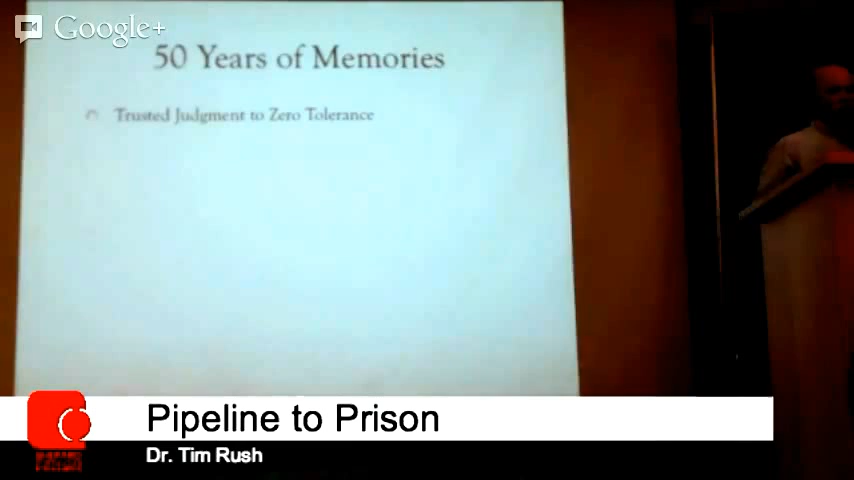 Google+
50 Years of Memories
Trusted Judgment to Zero Tolerance
Pipeline to Prison
Dr. Tim Rush